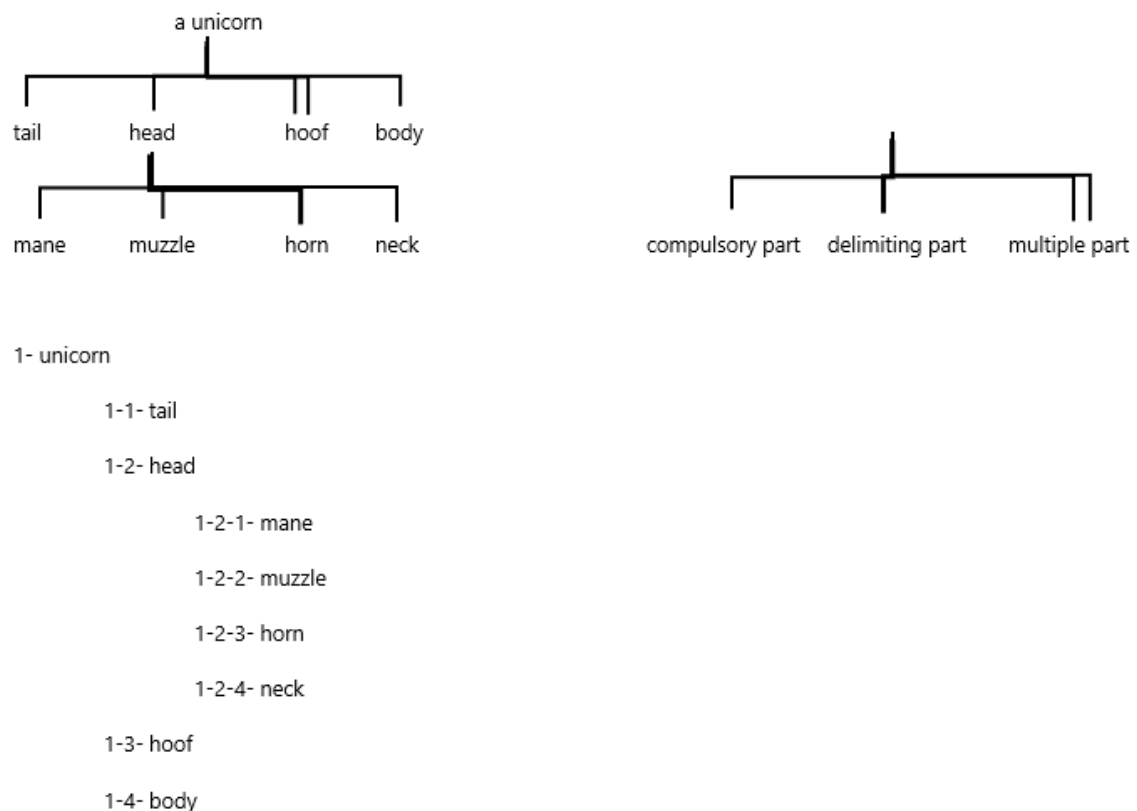 a unicorn
tail head hoof body
mane muzzle horn neck
compulsory part delimiting part multiple part
1- unicorn
1-1- tail
1-2- head
1-2-1- mane
1-2-2- muzzle
1-2-3- horn
1-2-4- neck
1-3- hoof
1-4- body